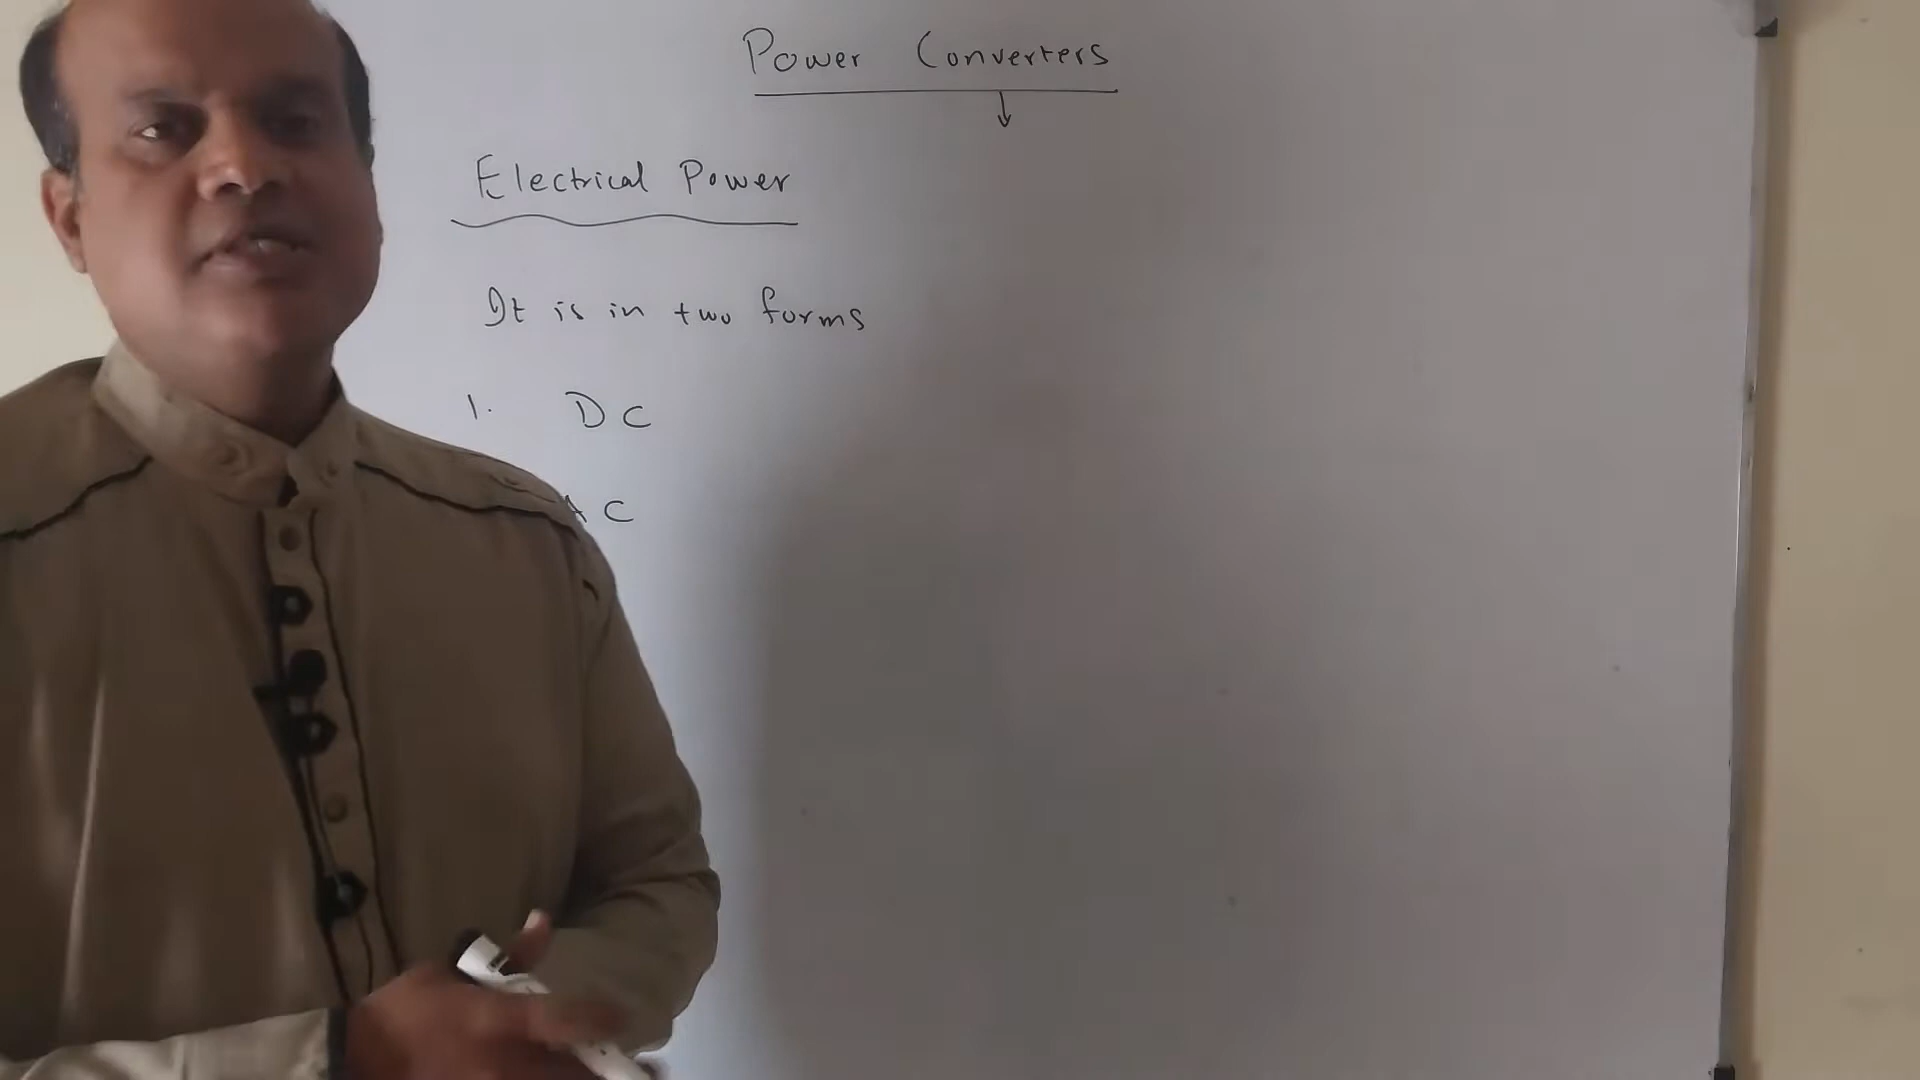 Power Converters
Electrical Power
It is in two forms
1. DC
AC